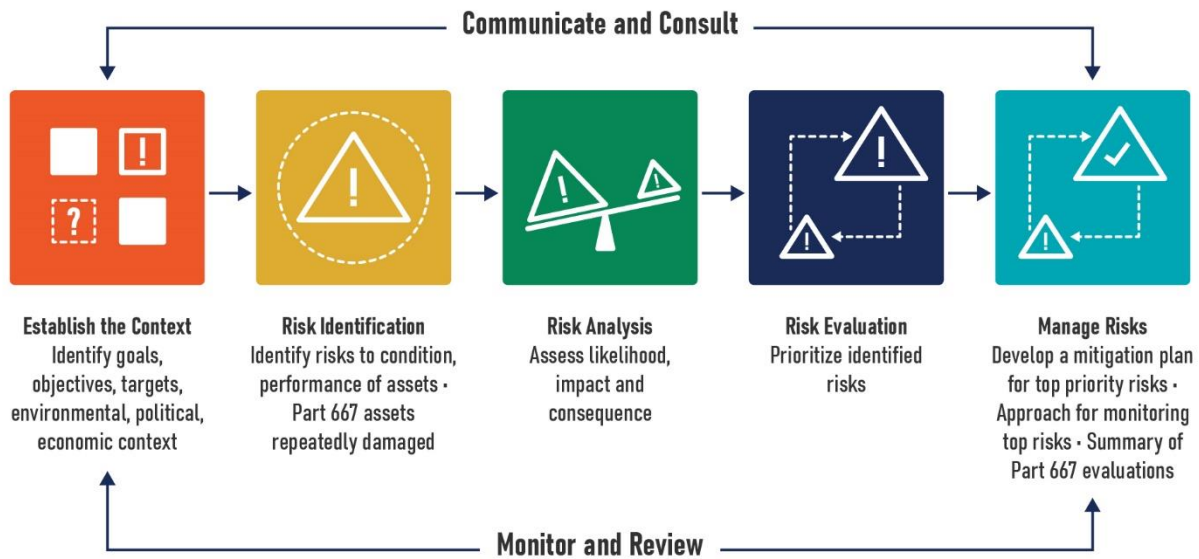 Communicate and Consult
!
?
!
!
!
!
!
✓
!
Establish the Context
Identify goals,
objectives, targets,
environmental, political,
economic context
Risk Identification
Identify risks to condition,
performance of assets •
Part 667 assets
repeatedly damaged
Risk Analysis
Assess likelihood,
impact and
consequence
Risk Evaluation
Prioritize identified
risks
Manage Risks
Develop a mitigation plan
for top priority risks •
Approach for monitoring
top risks • Summary of
Part 667 evaluations
Monitor and Review